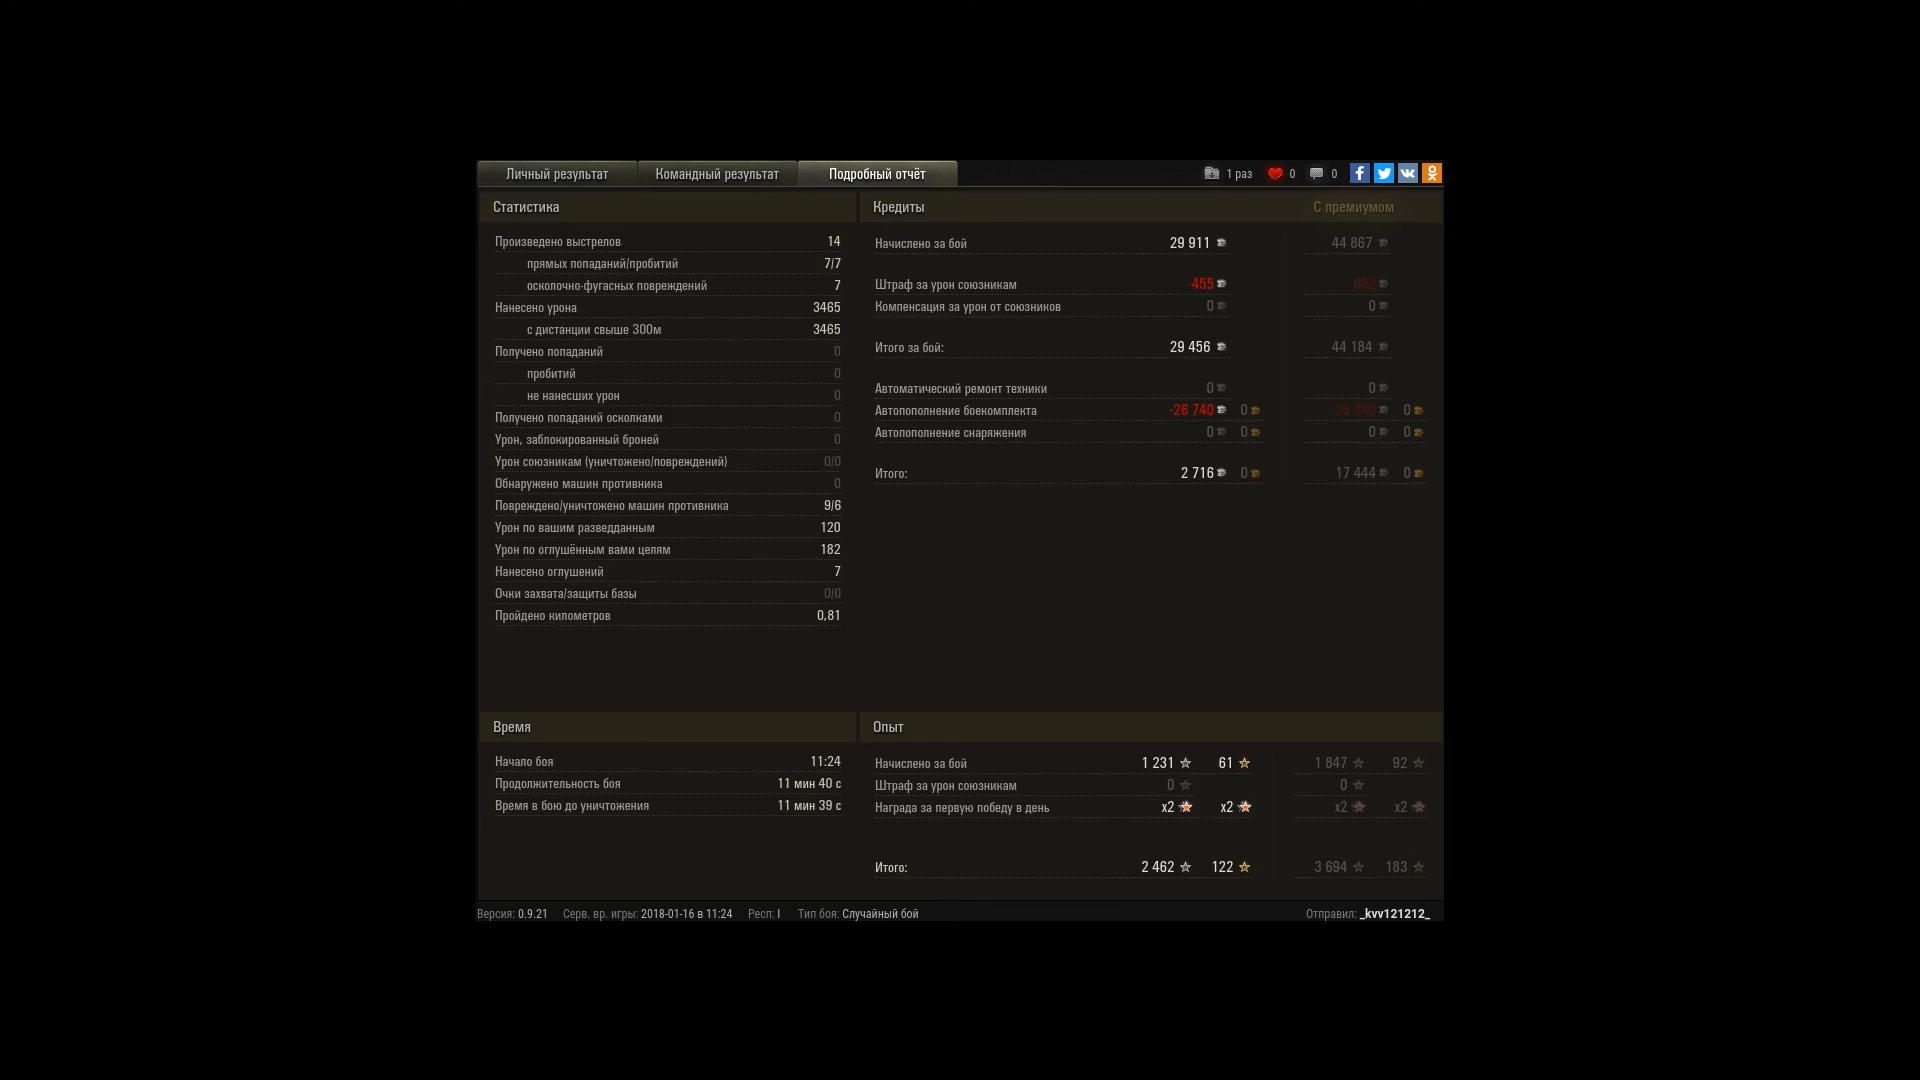 Личный результат Командный результат Подробный отчёт 1 раз 0 0
Статистика
Произведено выстрелов 14
прямых попаданий/пробитий 7/7
осколочно-фугасных повреждений 7
Нанесено урона 3465
с дистанции свыше 300м 3465
Получено попаданий 0
пробитий 0
не нанесших урон 0
Получено попаданий осколками 0
Урон, заблокированный броней 0
Урон союзникам (уничтожено/повреждений) 0/0
Обнаружено машин противника 0
Повреждено/уничтожено машин противника 9/6
Урон по вашим разведданным 120
Урон по оглушённым вами целям 182
Нанесено оглушений 7
Очки захвата/защиты базы 0/0
Пройдено километров 0,81
Кредиты С премиумом
Начислено за бой 29 911 44 867
Штраф за урон союзникам -455 682
Компенсация за урон от союзников 0 0
Итого за бой: 29 456 44 184
Автоматический ремонт техники 0 0
Автопополнение боекомплекта -26 740 0 26 740 0
Автопополнение снаряжения 0 0 0 0
Итого: 2 716 0 17 444 0
Время
Начало боя 11:24
Продолжительность боя 11 мин 40 с
Время в бою до уничтожения 11 мин 39 с
Опыт
Начислено за бой 1 231 61 1 847 92
Штраф за урон союзникам 0 0
Награда за первую победу в день x2 x2 x2 x2
Итого: 2 462 122 3 694 183
Версия: 0.9.21 Серв. вр. игры: 2018-01-16 в 11:24 Респ: I Тип боя: Случайный бой Отправил: _kvv121212_